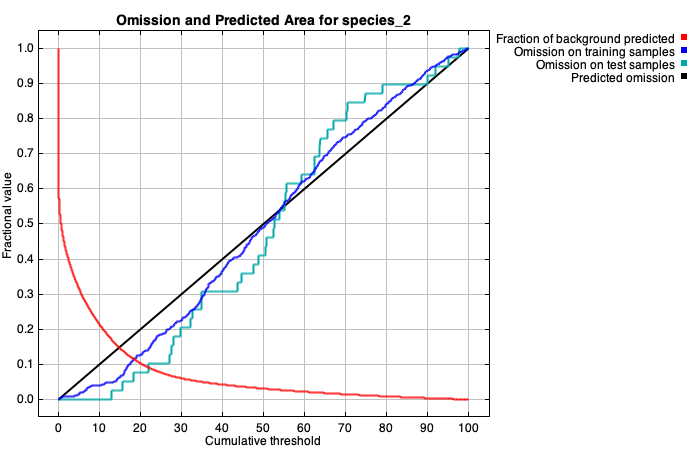 Omission and Predicted Area for species_2
Fraction of background predicted
Omission on training samples
Omission on test samples
Predicted omission
Fractional value
1.0
0.9
0.8
0.7
0.6
0.5
0.4
0.3
0.2
0.1
0.0
0 10 20 30 40 50 60 70 80 90 100
Cumulative threshold